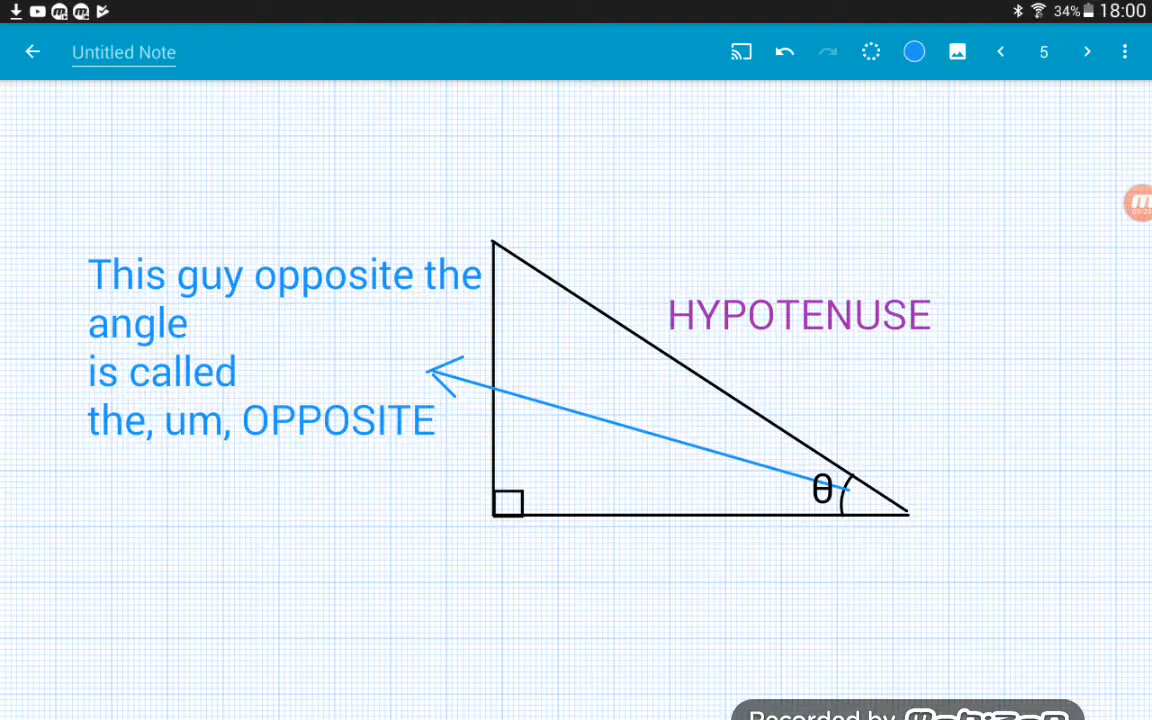 34% 18:00
Untitled Note
5
This guy opposite the
angle
is called
the, um, OPPOSITE
HYPOTENUSE
θ
Recorded by